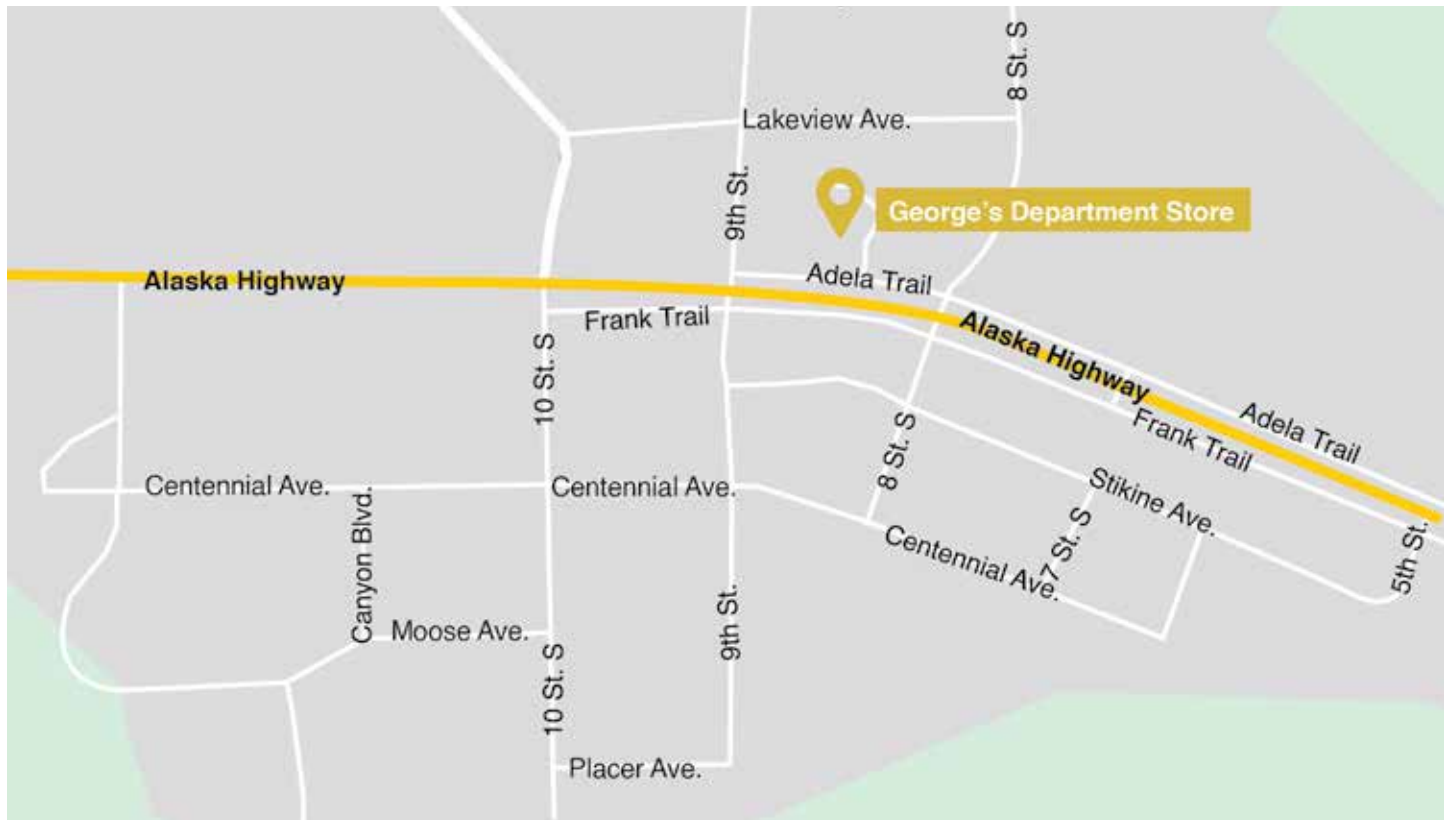 8 St. S
Lakeview Ave.
9th St.
George's Department Store
Alaska Highway
Adela Trail
Frank Trail
Alaska Highway
10 St. S
Adela Trail
Frank Trail
8 St. S
Centennial Ave.
Centennial Ave.
Stikine Ave.
Canyon Blvd.
7 St. S
Centennial Ave.
5th St.
Moose Ave.
9th St.
10 St. S
Placer Ave.